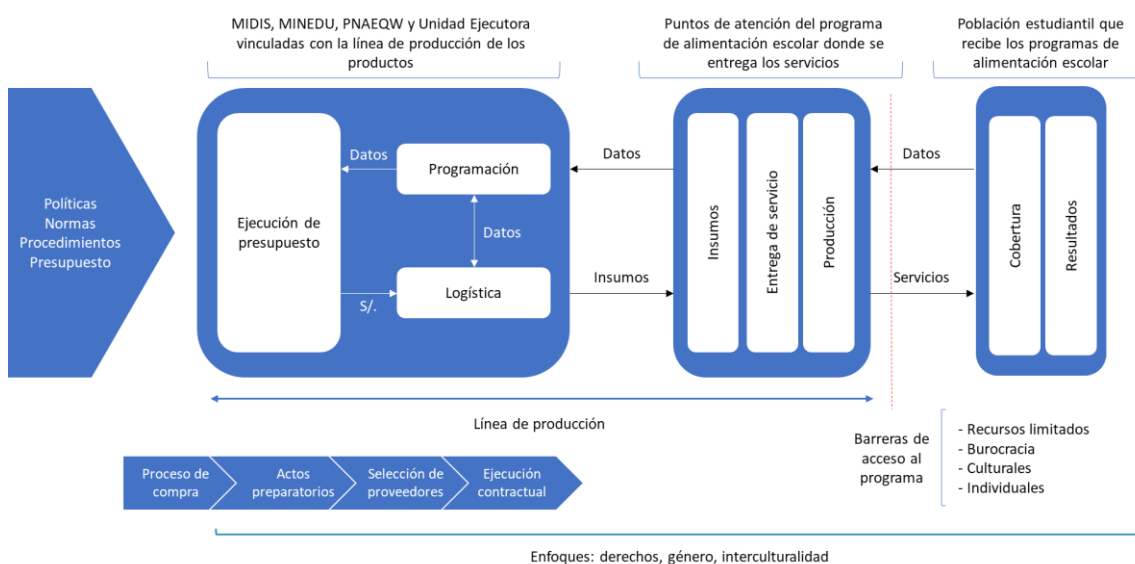 MIDIS, MINEDU, PNAEQW y Unidad Ejecutora
vinculadas con la línea de producción de los
productos
Puntos de atención del programa
de alimentación escolar donde se
entrega los servicios
Población estudiantil que
recibe los programas de
alimentación escolar
Políticas
Normas
Procedimientos
Presupuesto
Ejecución de
presupuesto
Datos
Programación
Datos
Logística
S/.
Datos
Insumos
Insumos
Entrega de servicio
Producción
Datos
Servicios
Cobertura
Resultados
Línea de producción
Proceso de
compra
Actos
preparatorios
Selección de
proveedores
Ejecución
contractual
Barreras de
acceso al
programa
- Recursos limitados
- Burocracia
- Culturales
- Individuales
Enfoques: derechos, género, interculturalidad